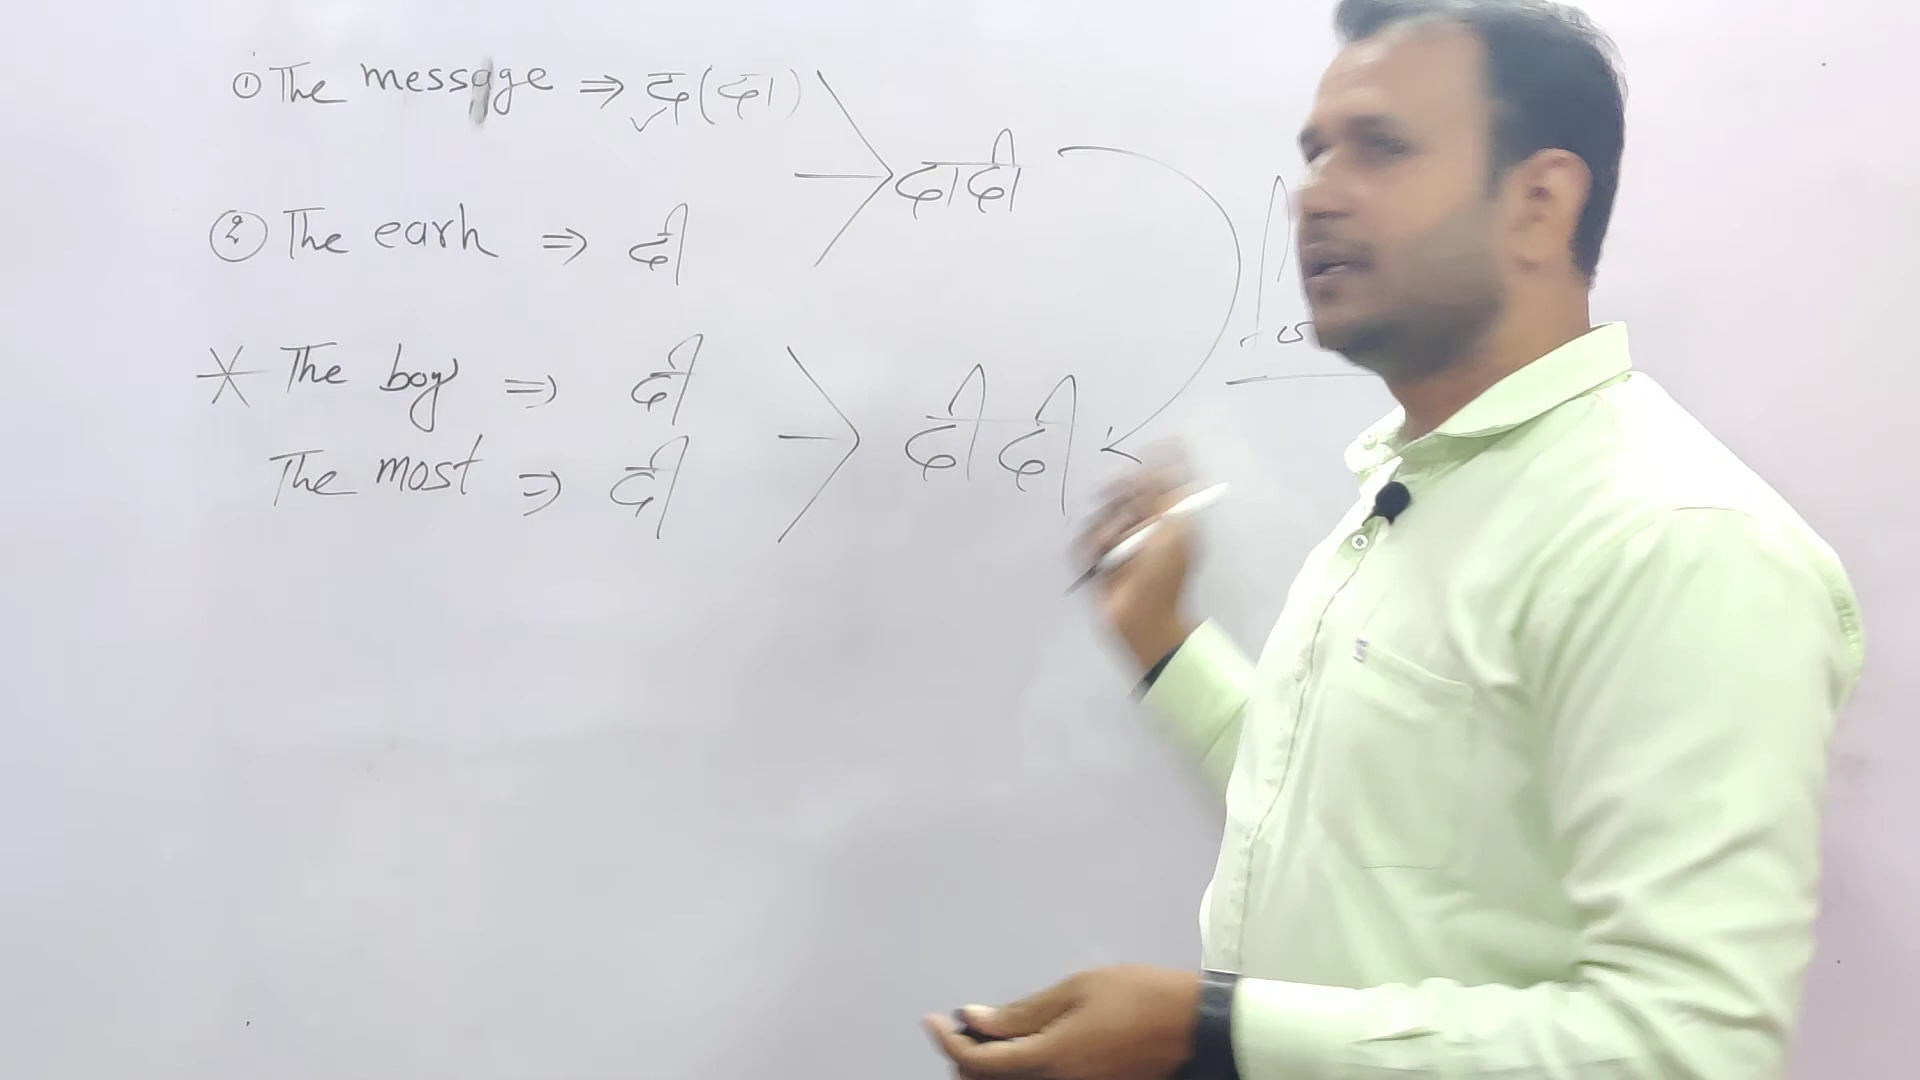 ① The message ⇒ द (दा)
दादी
② The earh ⇒ दी
The boy ⇒ दी
दीदी
The most ⇒ दी